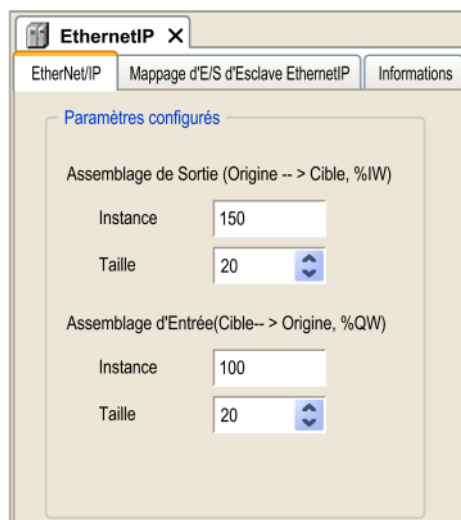 EthernetIP X
EtherNet/IP Mappage d'E/S d'Esclave EthernetIP Informations
Paramètres configurés
Assemblage de Sortie (Origine -- > Cible, %IW)
Instance 150
Taille 20
Assemblage d'Entrée(Cible-- > Origine, %QW)
Instance 100
Taille 20